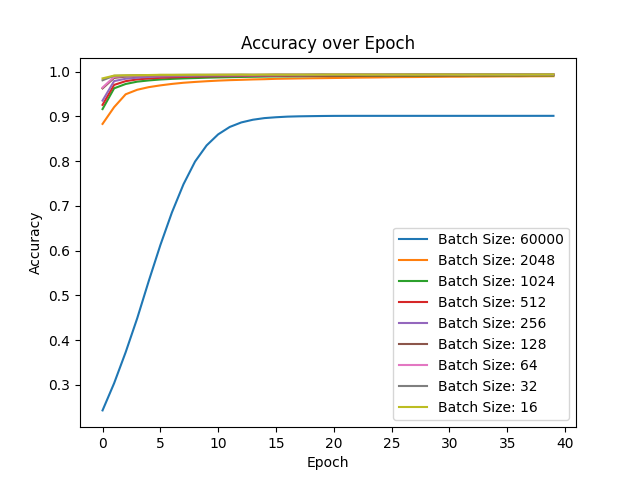 Accuracy over Epoch
Accuracy
1.0
0.9
0.8
0.7
0.6
0.5
0.4
0.3
Batch Size: 60000
Batch Size: 2048
Batch Size: 1024
Batch Size: 512
Batch Size: 256
Batch Size: 128
Batch Size: 64
Batch Size: 32
Batch Size: 16
0 5 10 15 20 25 30 35 40
Epoch